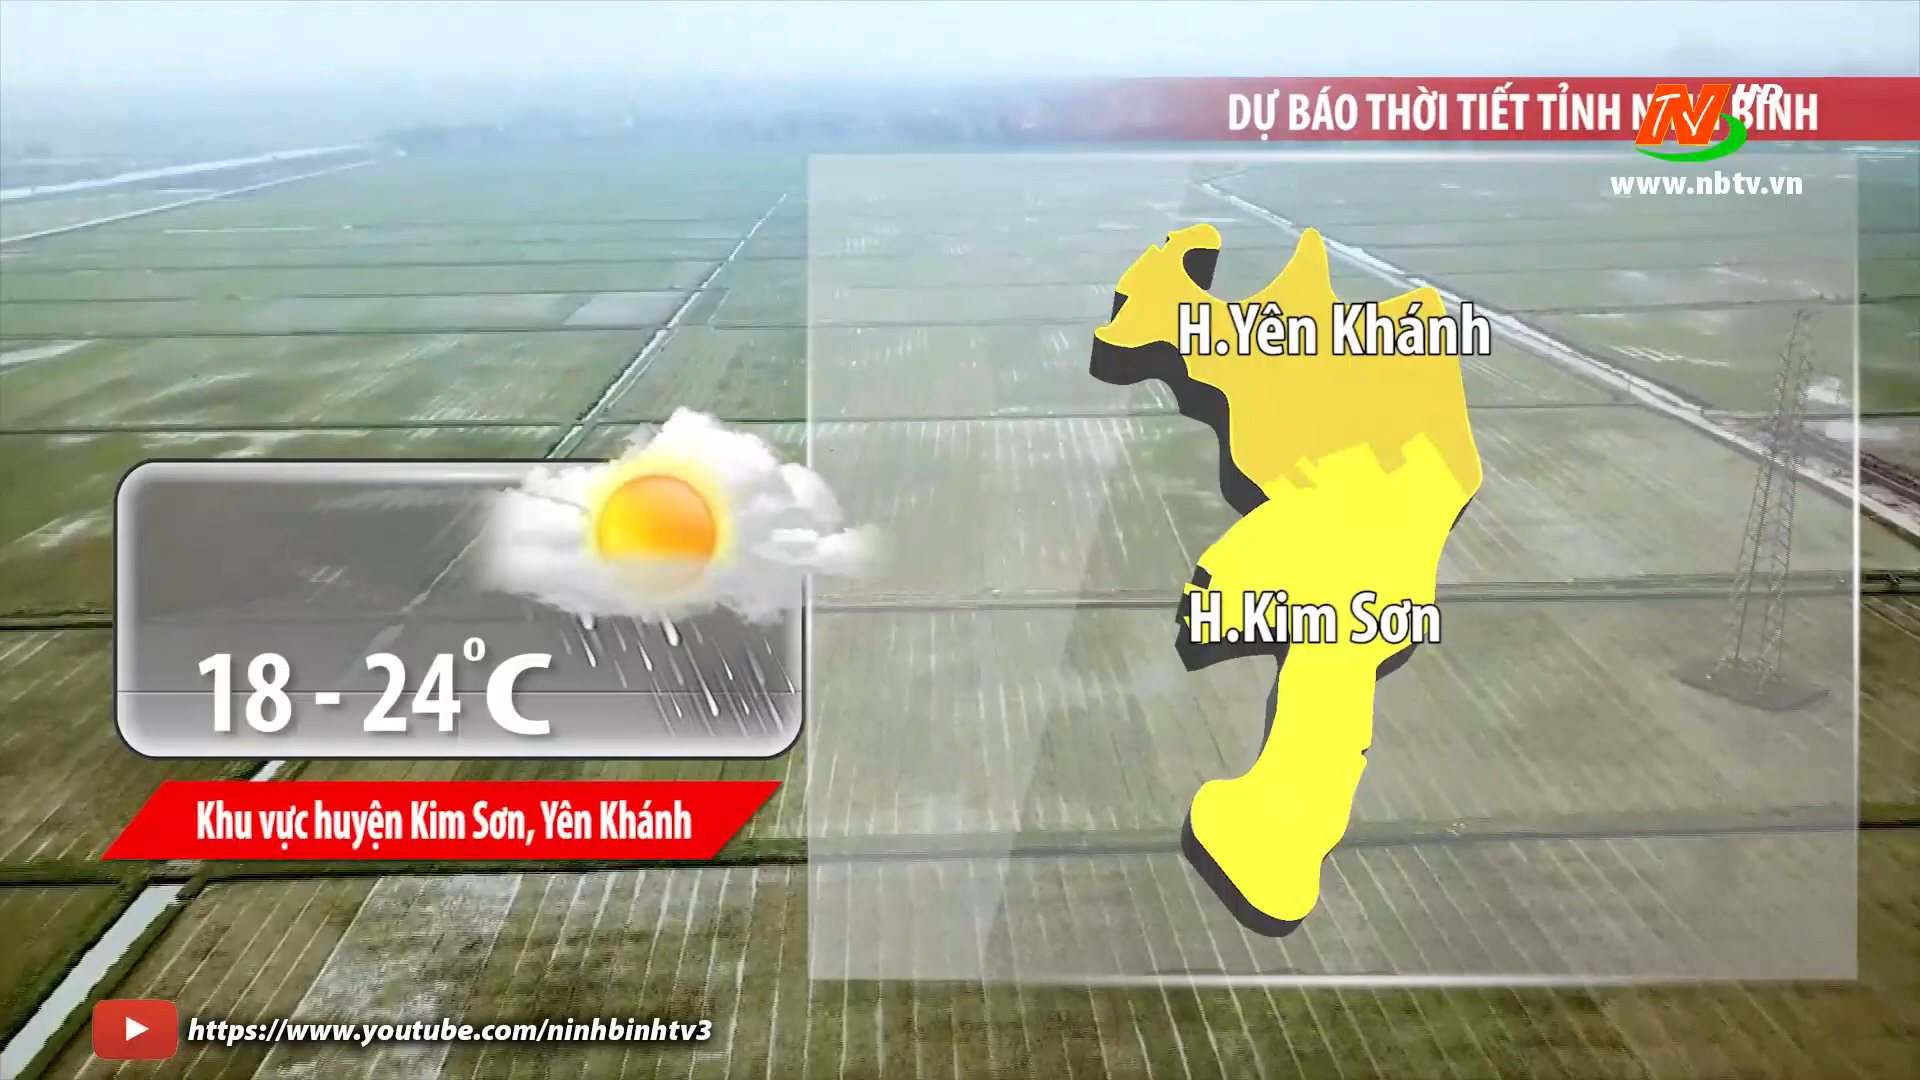 DỰ BÁO THỜI TIẾT TỈNH BÌNH
HD
www.nbtv.vn
H.Yên Khánh
H.Kim Sơn
18 - 24°C
Khu vực huyện Kim Sơn, Yên Khánh
https://www.youtube.com/ninhbinhtv3